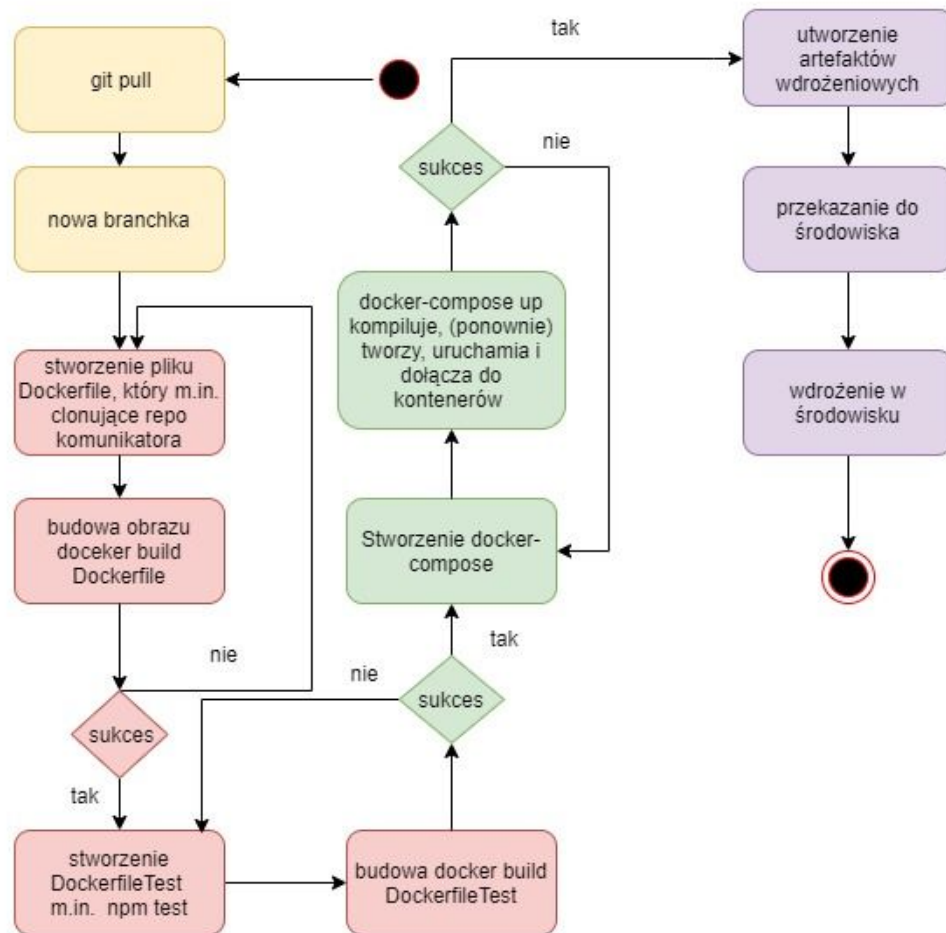 git pull
nowa branchka
stworzenie pliku
Dockerfile, który m.in.
clonujące repo
komunikatora
budowa obrazu
doceker build
Dockerfile
nie
sukces
tak
stworzenie
DockerfileTest
m.in. npm test
budowa docker build
DockerfileTest
nie
sukces
tak
Stworzenie docker-
compose
docker-compose up
kompiluje, (ponownie)
tworzy, uruchamia i
dołącza do
kontenerów
sukces
nie
tak
utworzenie
artefaktów
wdrożeniowych
przekazanie do
środowiska
wdrożenie w
środowisku